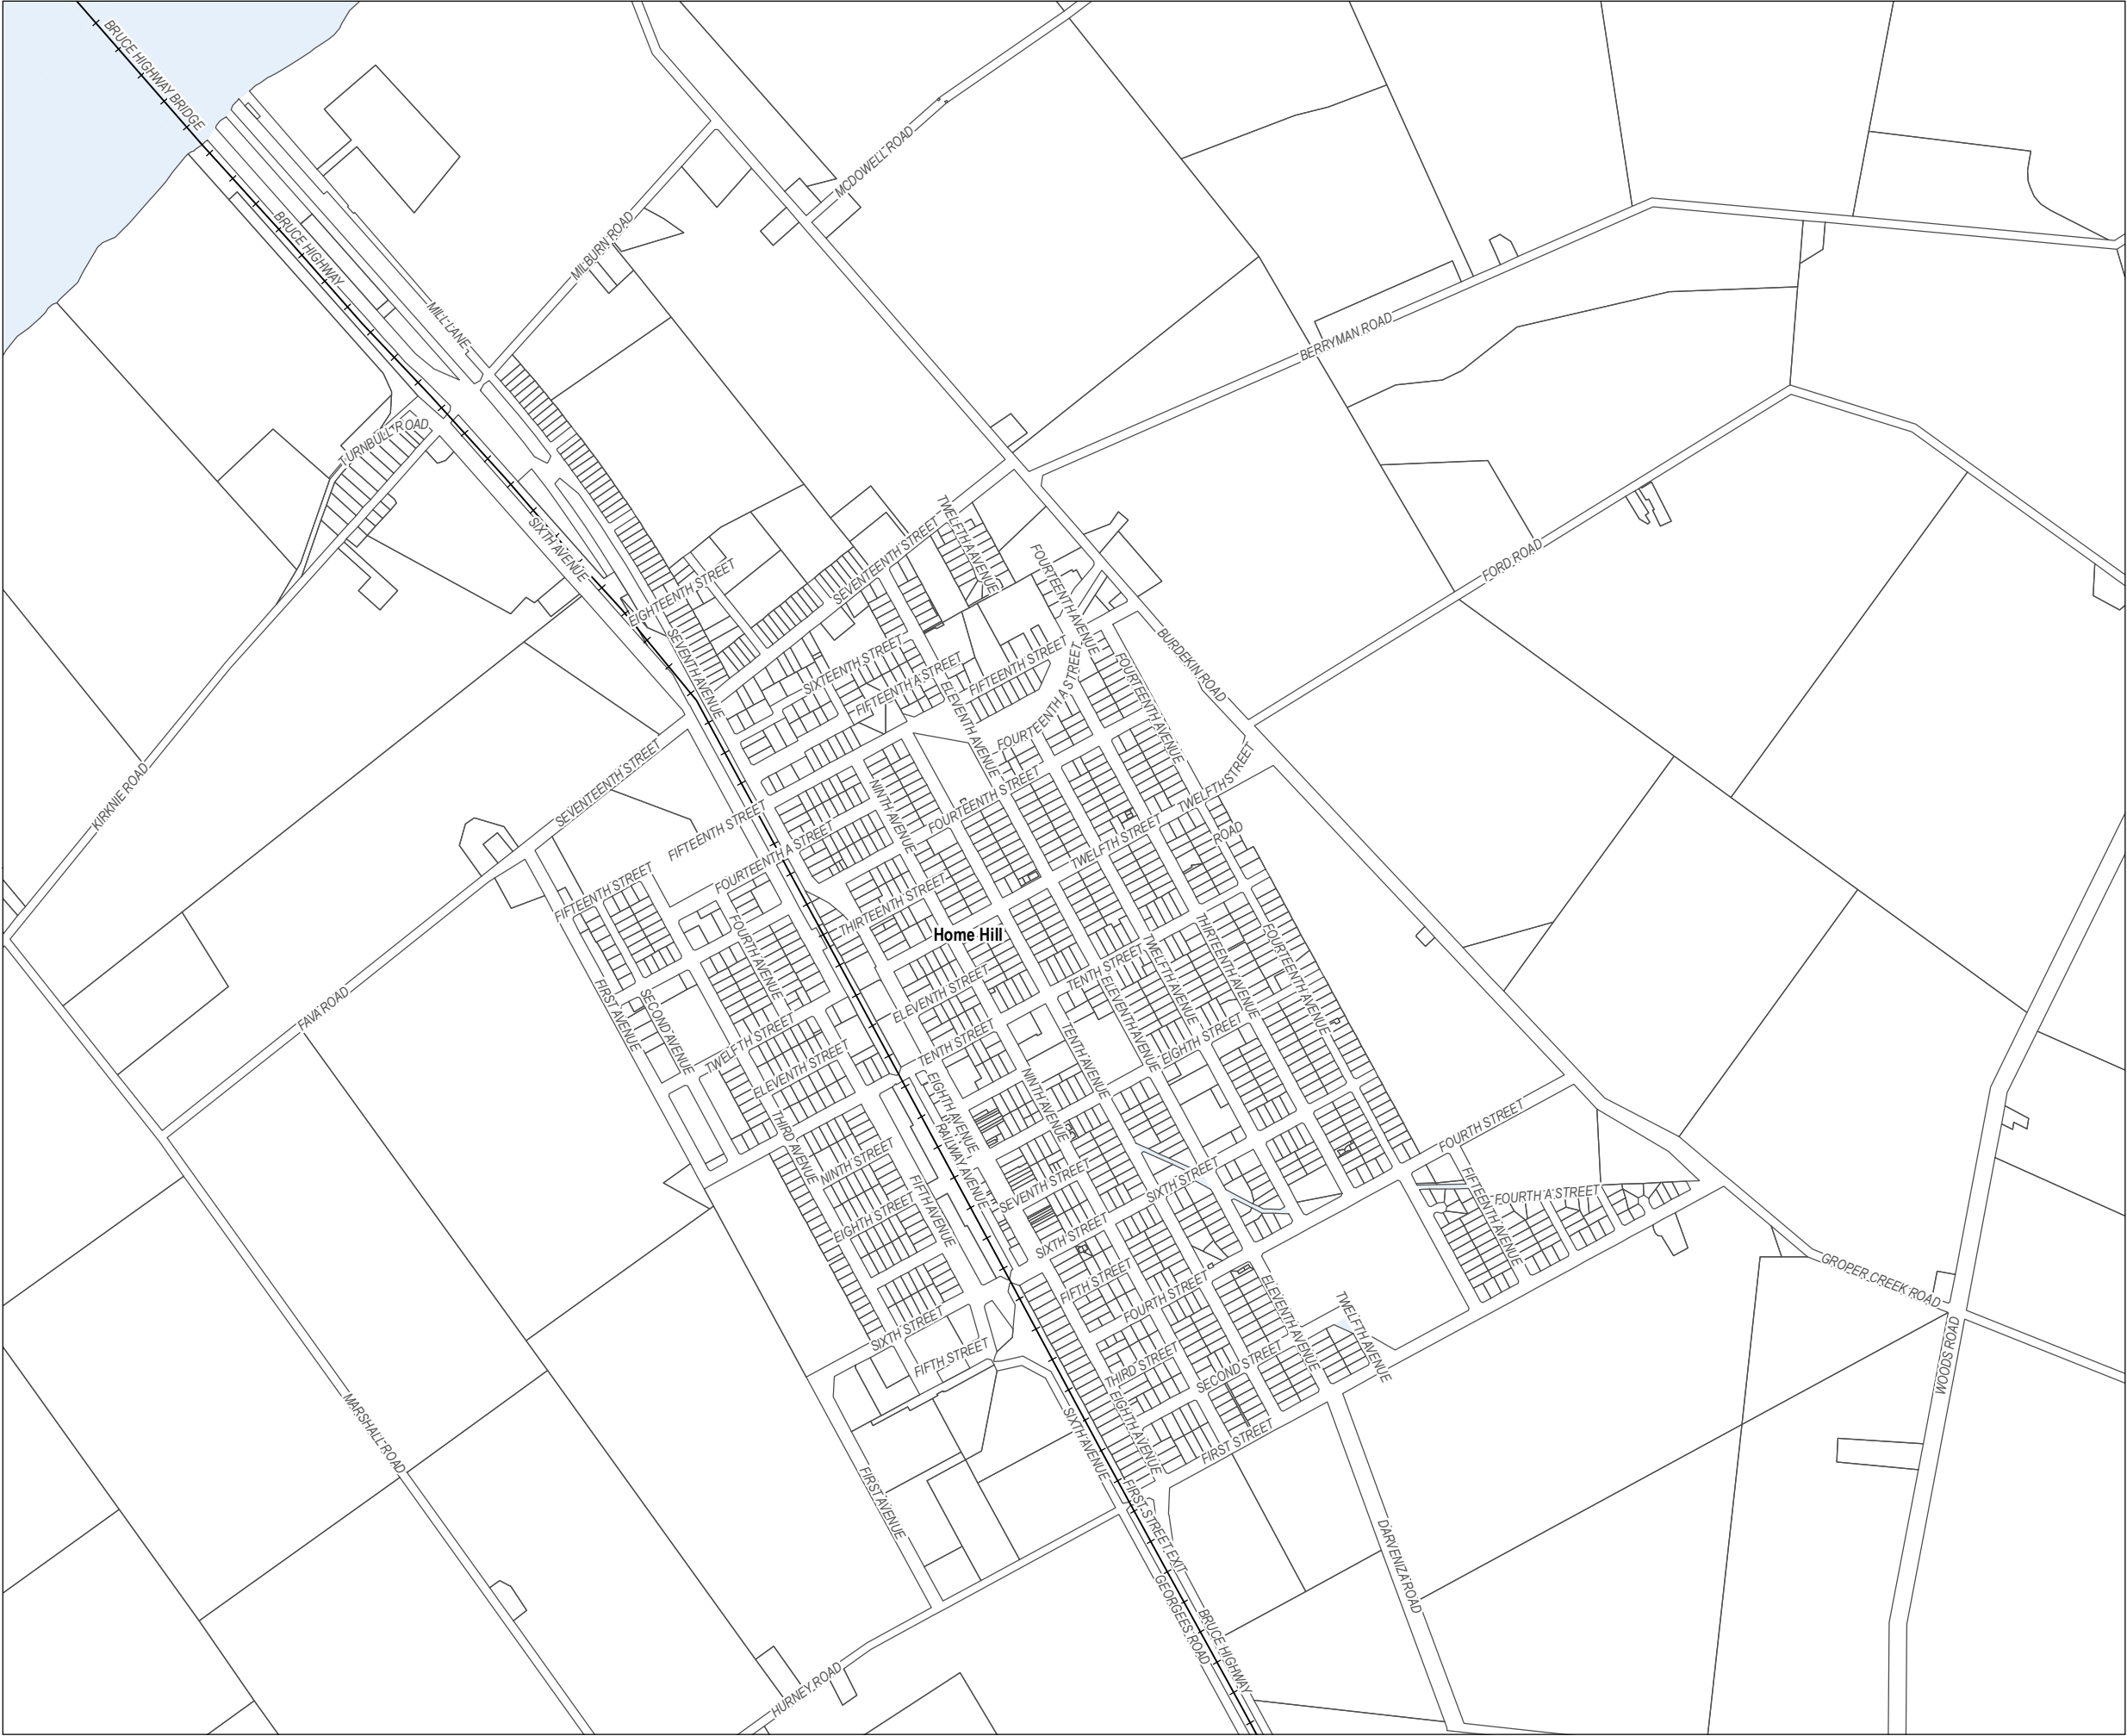 BRUCE HIGHWAY BRIDGE
MCDOWELL ROAD
BRUCE HIGHWAY
MILBURN ROAD
MILL LANE
BERRYMAN ROAD
TURNBULL ROAD
SIXTH AVENUE
SEVENTEENTH STREET
TWELFTH AVENUE
FOURTEENTH AVENUE
FORD ROAD
EIGHTEENTH STREET
SEVENTH AVENUE
SIXTEENTH STREET
FIFTEENTH A STREET
FIFTEENTH STREET
FOURTEENTH A STREET
BURDEKIN ROAD
FOURTEENTH AVENUE
ELEVENTH AVENUE
KIRKNIE ROAD
SEVENTEENTH STREET
FIFTEENTH STREET
NINTH AVENUE
FOURTEENTH STREET
TWELFTH STREET
TWELFTH STREET
ROAD
FOURTEENTH A STREET
FIFTEENTH STREET
THIRTEENTH STREET
Home Hill
FOURTH AVENUE
TENTH STREET
TWELFTH AVENUE
THIRTEENTH AVENUE
FOURTEENTH AVENUE
FAVA ROAD
FIRST AVENUE
SECOND AVENUE
ELEVENTH STREET
ELEVENTH AVENUE
TWELFTH STREET
TENTH STREET
TENTH AVENUE
EIGHTH STREET
ELEVENTH STREET
EIGHTH AVENUE
NINTH AVENUE
THIRD AVENUE
NINTH STREET
RAILWAY AVENUE
FOURTH STREET
FIFTH AVENUE
SEVENTH STREET
SIXTH STREET
FIFTEENTH AVENUE
FOURTH A STREET
EIGHTH STREET
SIXTH STREET
FIFTH STREET
FOURTH STREET
GROPER CREEK ROAD
SIXTH STREET
FIFTH STREET
ELEVENTH AVENUE
TWELFTH AVENUE
THIRD STREET
SECOND STREET
WOODS ROAD
MARSHALL ROAD
EIGHTH AVENUE
SIXTH AVENUE
FIRST STREET
FIRST AVENUE
FIRST STREET EXIT
DARVENIZA ROAD
GEORGEES ROAD
BRUCE HIGHWAY
HURNEY ROAD